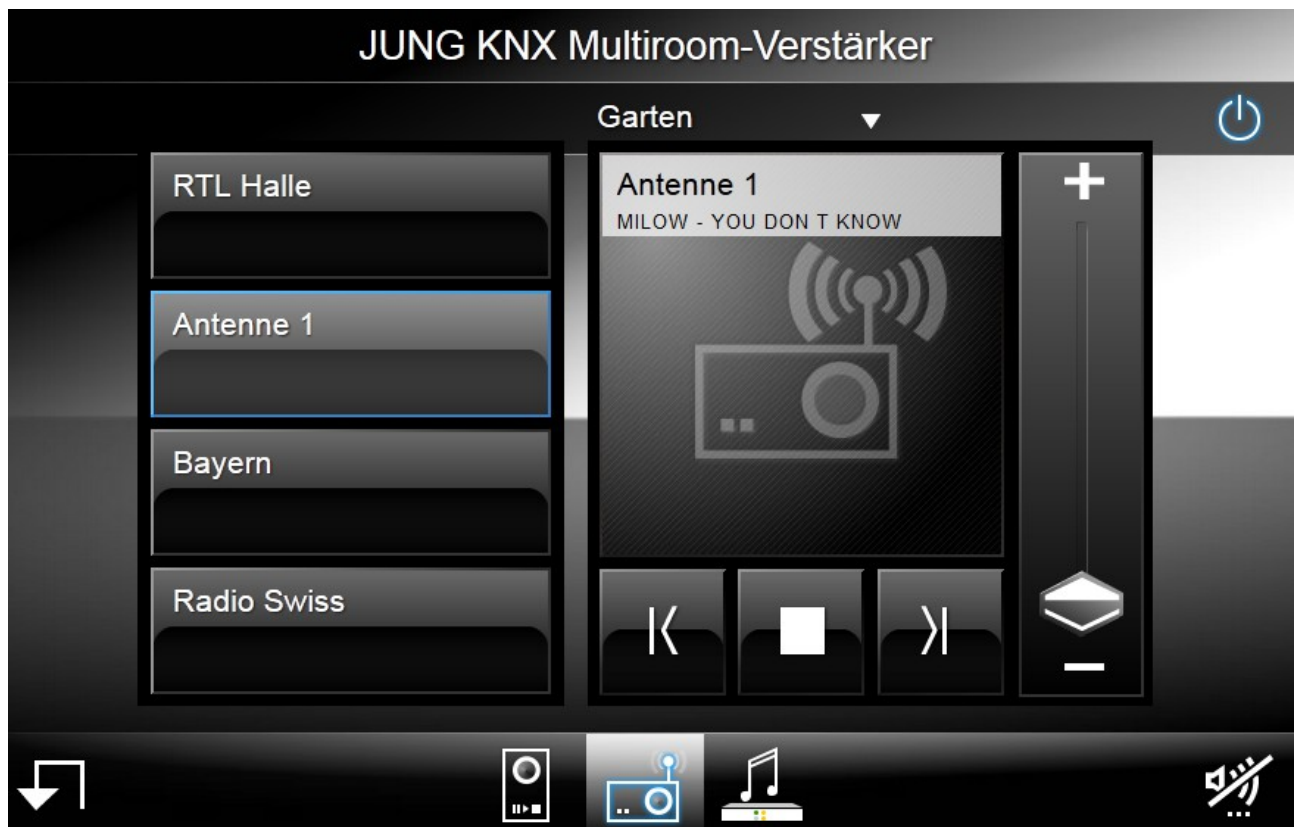 JUNG KNX Multiroom-Verstärker
Garten
RTL Halle
Antenne 1
Bayern
Radio Swiss
Antenne 1
MILOW - YOU DON T KNOW